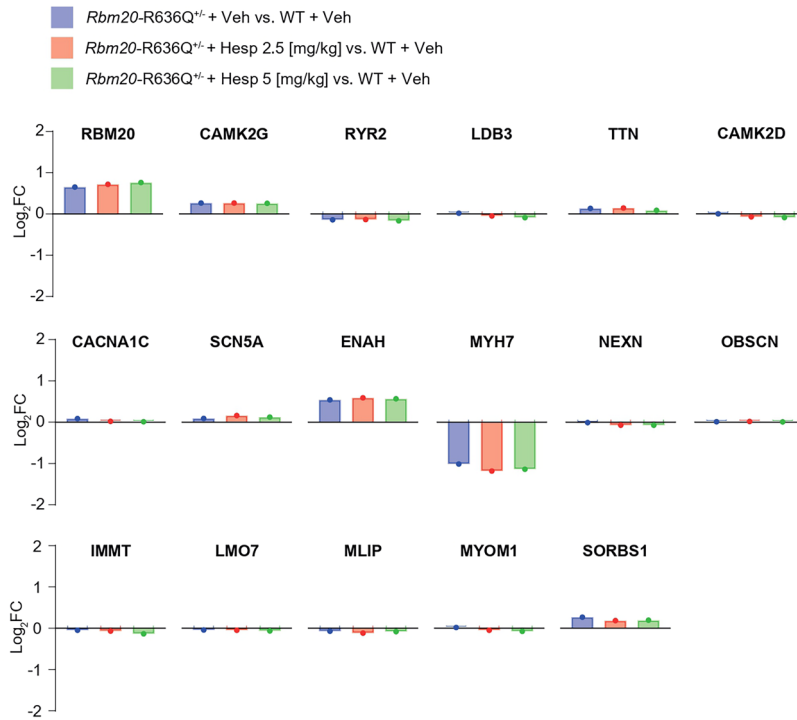 Rbm20-R636Q+/- + Veh vs. WT + Veh
Rbm20-R636Q+/- + Hesp 2.5 [mg/kg] vs. WT + Veh
Rbm20-R636Q+/- + Hesp 5 [mg/kg] vs. WT + Veh
RBM20 CAMK2G RYR2 LDB3 TTN CAMK2D
2
1
0
-1
-2
Log2FC
CACNA1C SCN5A ENAH MYH7 NEXN OBSCN
2
1
0
-1
-2
Log2FC
IMMT LMO7 MLIP MYOM1 SORBS1
2
1
0
-1
-2
Log2FC